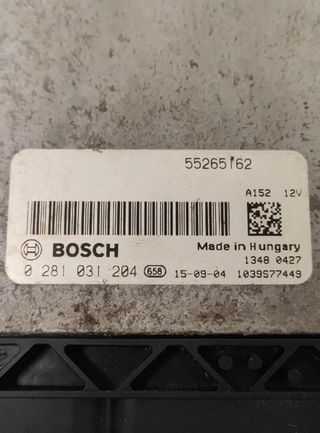 55265162
A152 12V
BOSCH
Made in Hungary
1348 0427
0 281 031 204 658 15-09-04 1039S77449